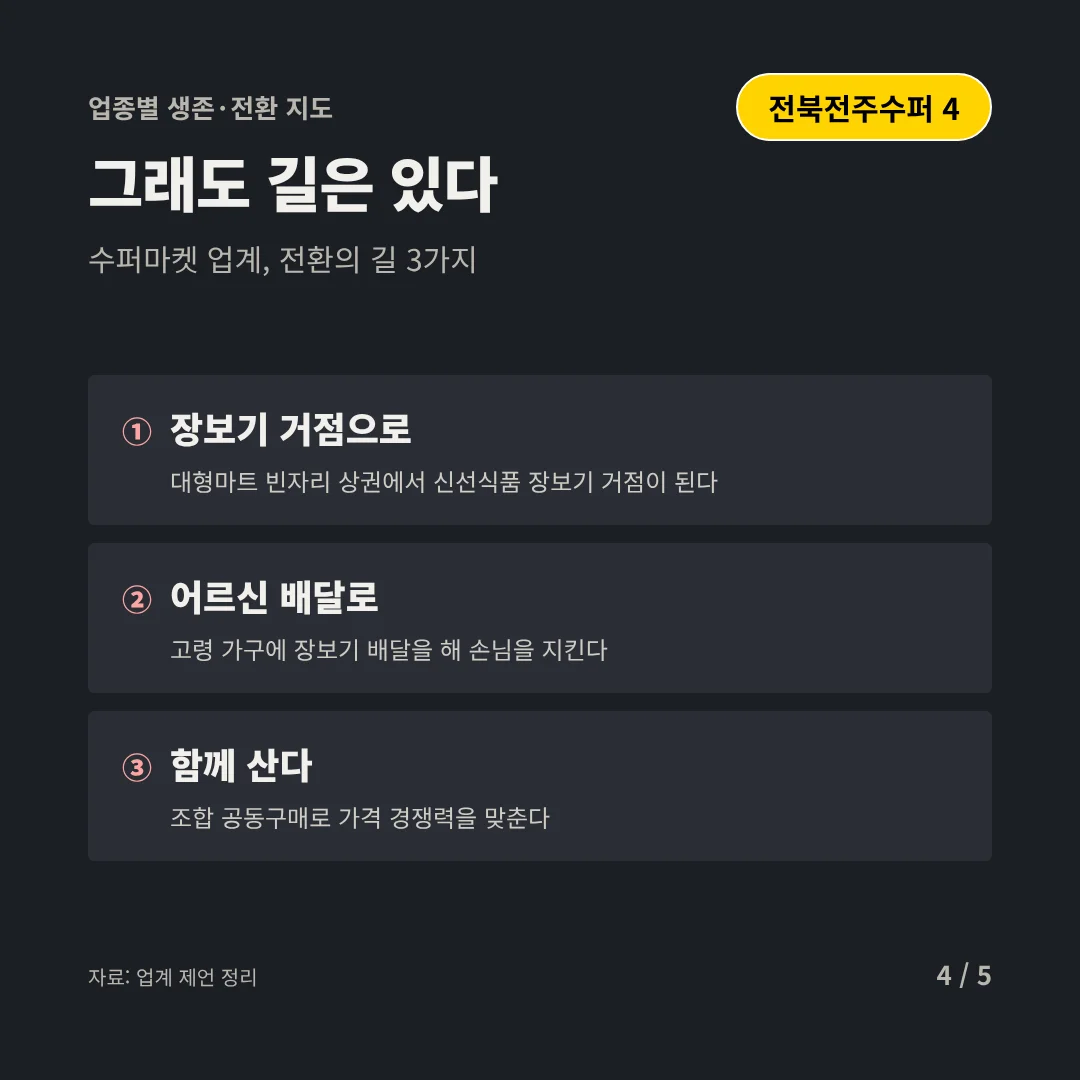 업종별 생존·전환 지도
전북전주수퍼 4
그래도 길은 있다
수퍼마켓 업계, 전환의 길 3가지
① 장보기 거점으로
대형마트 빈자리 상권에서 신선식품 장보기 거점이 된다
② 어르신 배달로
고령 가구에 장보기 배달을 해 손님을 지킨다
③ 함께 산다
조합 공동구매로 가격 경쟁력을 맞춘다
자료: 업계 제언 정리
4 / 5